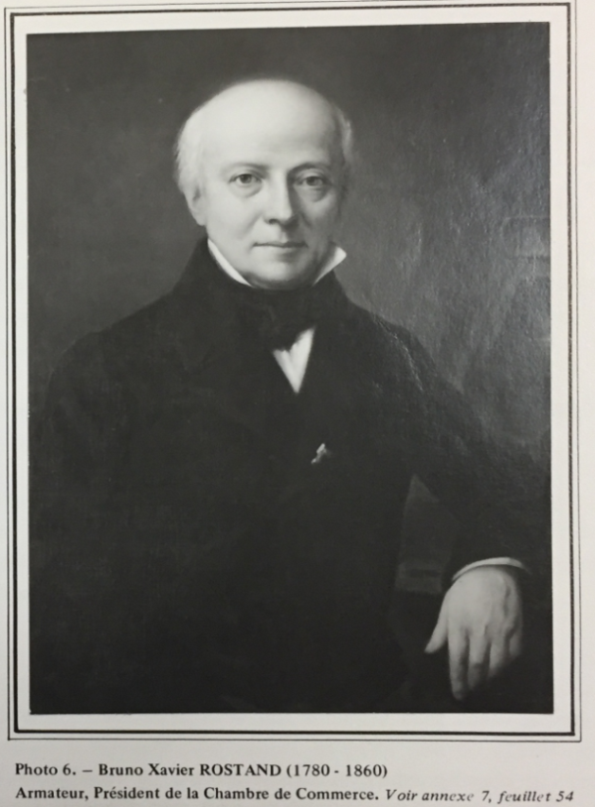 Photo 6. – Bruno Xavier ROSTAND (1780 - 1860)
Armateur, Président de la Chambre de Commerce. Voir annexe 7, feuillet 54